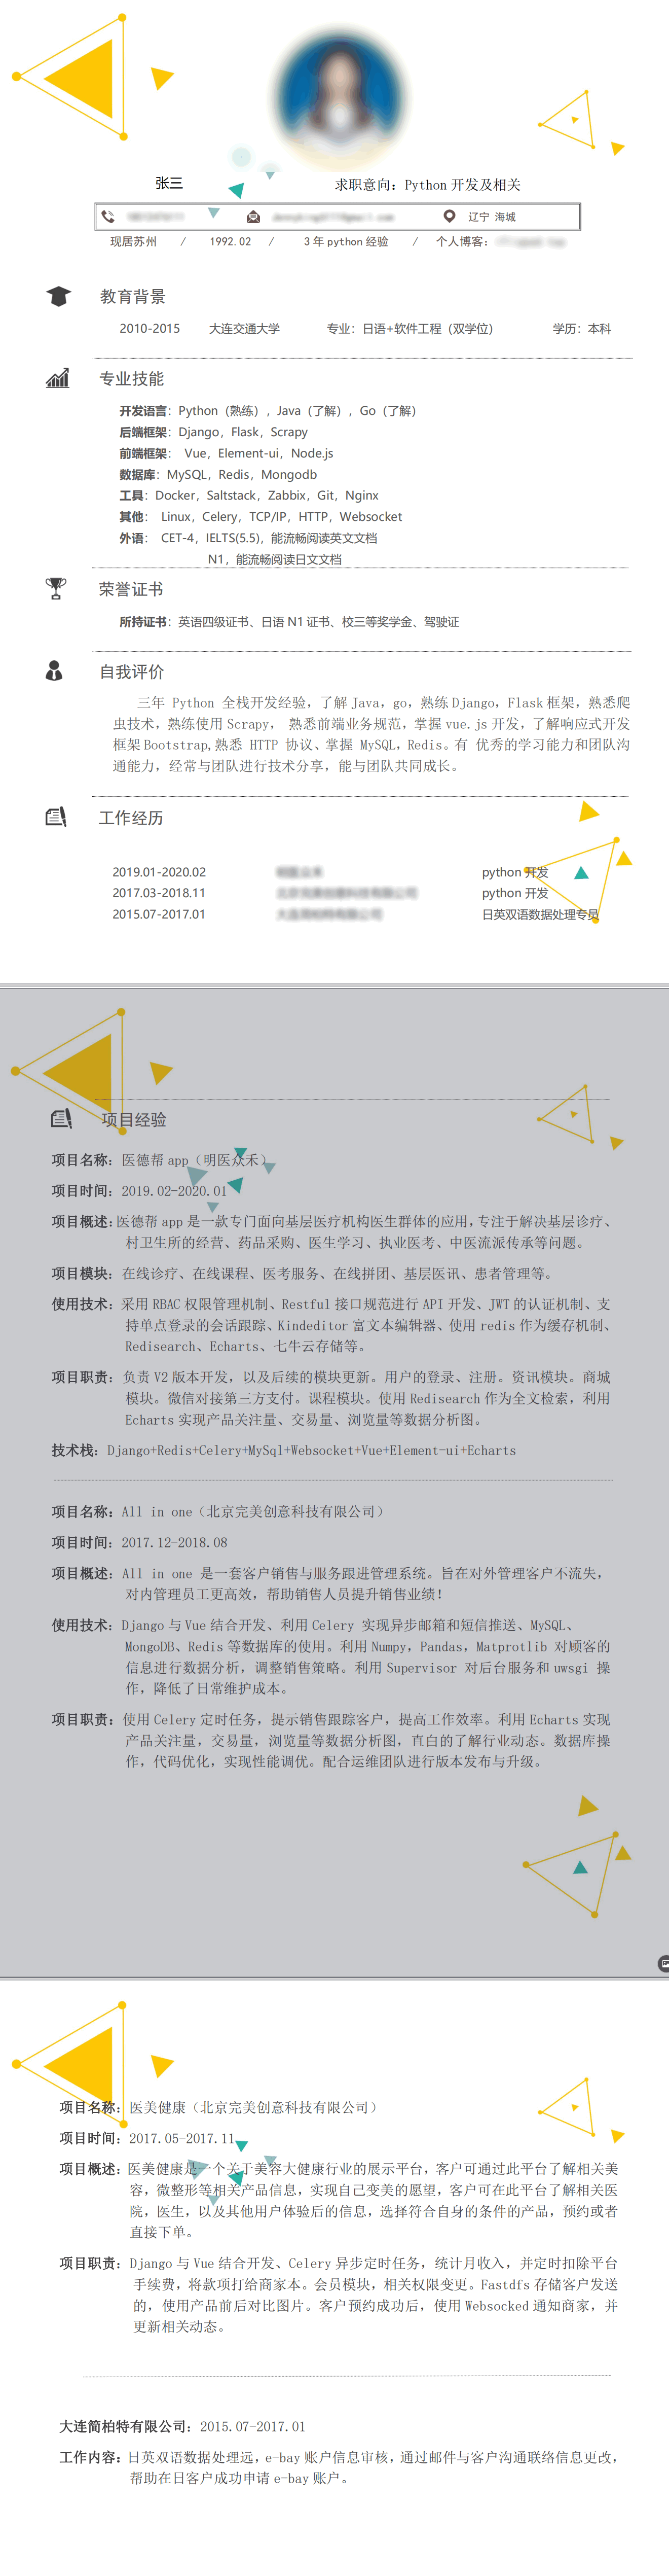 张三
求职意向：Python 开发及相关
辽宁 海城
现居苏州 / 1992.02 / 3 年 python 经验 / 个人博客：
教育背景
2010-2015 大连交通大学 专业：日语+软件工程（双学位） 学历：本科
专业技能
开发语言：Python（熟练），Java（了解），Go（了解）
后端框架：Django，Flask，Scrapy
前端框架： Vue，Element-ui，Node.js
数据库：MySQL，Redis，Mongodb
工具：Docker，Saltstack，Zabbix，Git，Nginx
其他： Linux，Celery，TCP/IP，HTTP，Websocket
外语： CET-4，IELTS(5.5)，能流畅阅读英文文档
N1，能流畅阅读日文文档
荣誉证书
所持证书：英语四级证书、日语 N1 证书、校三等奖学金、驾驶证
自我评价
三年 Python 全栈开发经验，了解 Java，go，熟练 Django，Flask 框架，熟悉爬
虫技术，熟练使用 Scrapy， 熟悉前端业务规范，掌握 vue.js 开发，了解响应式开发
框架 Bootstrap,熟悉 HTTP 协议、掌握 MySQL，Redis。有 优秀的学习能力和团队沟
通能力，经常与团队进行技术分享，能与团队共同成长。
工作经历
2019.01-2020.02 python 开发
2017.03-2018.11 python 开发
2015.07-2017.01 日英双语数据处理专员
项目经验
项目名称：医德帮 app（明医众禾）
项目时间：2019.02-2020.01
项目概述：医德帮 app 是一款专门面向基层医疗机构医生群体的应用,专注于解决基层诊疗、
村卫生所的经营、药品采购、医生学习、执业医考、中医流派传承等问题。
项目模块：在线诊疗、在线课程、医考服务、在线拼团、基层医讯、患者管理等。
使用技术：采用 RBAC 权限管理机制、Restful 接口规范进行 API 开发、JWT 的认证机制、支
持单点登录的会话跟踪、Kindeditor 富文本编辑器、使用 redis 作为缓存机制、
Redisearch、Echarts、七牛云存储等。
项目职责：负责 V2 版本开发，以及后续的模块更新。用户的登录、注册。资讯模块。商城
模块。微信对接第三方支付。课程模块。使用 Redisearch 作为全文检索，利用
Echarts 实现产品关注量、交易量、浏览量等数据分析图。
技术栈：Django+Redis+Celery+MySql+Websocket+Vue+Element-ui+Echarts
项目名称：All in one（北京完美创意科技有限公司）
项目时间：2017.12-2018.08
项目概述：All in one 是一套客户销售与服务跟进管理系统。旨在对外管理客户不流失，
对内管理员工更高效，帮助销售人员提升销售业绩！
使用技术：Django 与 Vue 结合开发、利用 Celery 实现异步邮箱和短信推送、MySQL、
MongoDB、Redis 等数据库的使用。利用 Numpy，Pandas，Matprotlib 对顾客的
信息进行数据分析，调整销售策略。利用 Supervisor 对后台服务和 uwsgi 操
作，降低了日常维护成本。
项目职责：使用 Celery 定时任务，提示销售跟踪客户，提高工作效率。利用 Echarts 实现
产品关注量，交易量，浏览量等数据分析图，直白的了解行业动态。数据库操
作，代码优化，实现性能调优。配合运维团队进行版本发布与升级。
项目名称：医美健康（北京完美创意科技有限公司）
项目时间：2017.05-2017.11
项目概述：医美健康是一个关于美容大健康行业的展示平台，客户可通过此平台了解相关美
容，微整形等相关产品信息，实现自己变美的愿望，客户可在此平台了解相关医
院，医生，以及其他用户体验后的信息，选择符合自身的条件的产品，预约或者
直接下单。
项目职责：Django 与 Vue 结合开发、Celery 异步定时任务，统计月收入，并定时扣除平台
手续费，将款项打给商家本。会员模块，相关权限变更。Fastdfs 存储客户发送
的，使用产品前后对比图片。客户预约成功后，使用 Websocked 通知商家，并
更新相关动态。
大连简柏特有限公司：2015.07-2017.01
工作内容：日英双语数据处理远，e-bay 账户信息审核，通过邮件与客户沟通联络信息更改，
帮助在日客户成功申请 e-bay 账户。